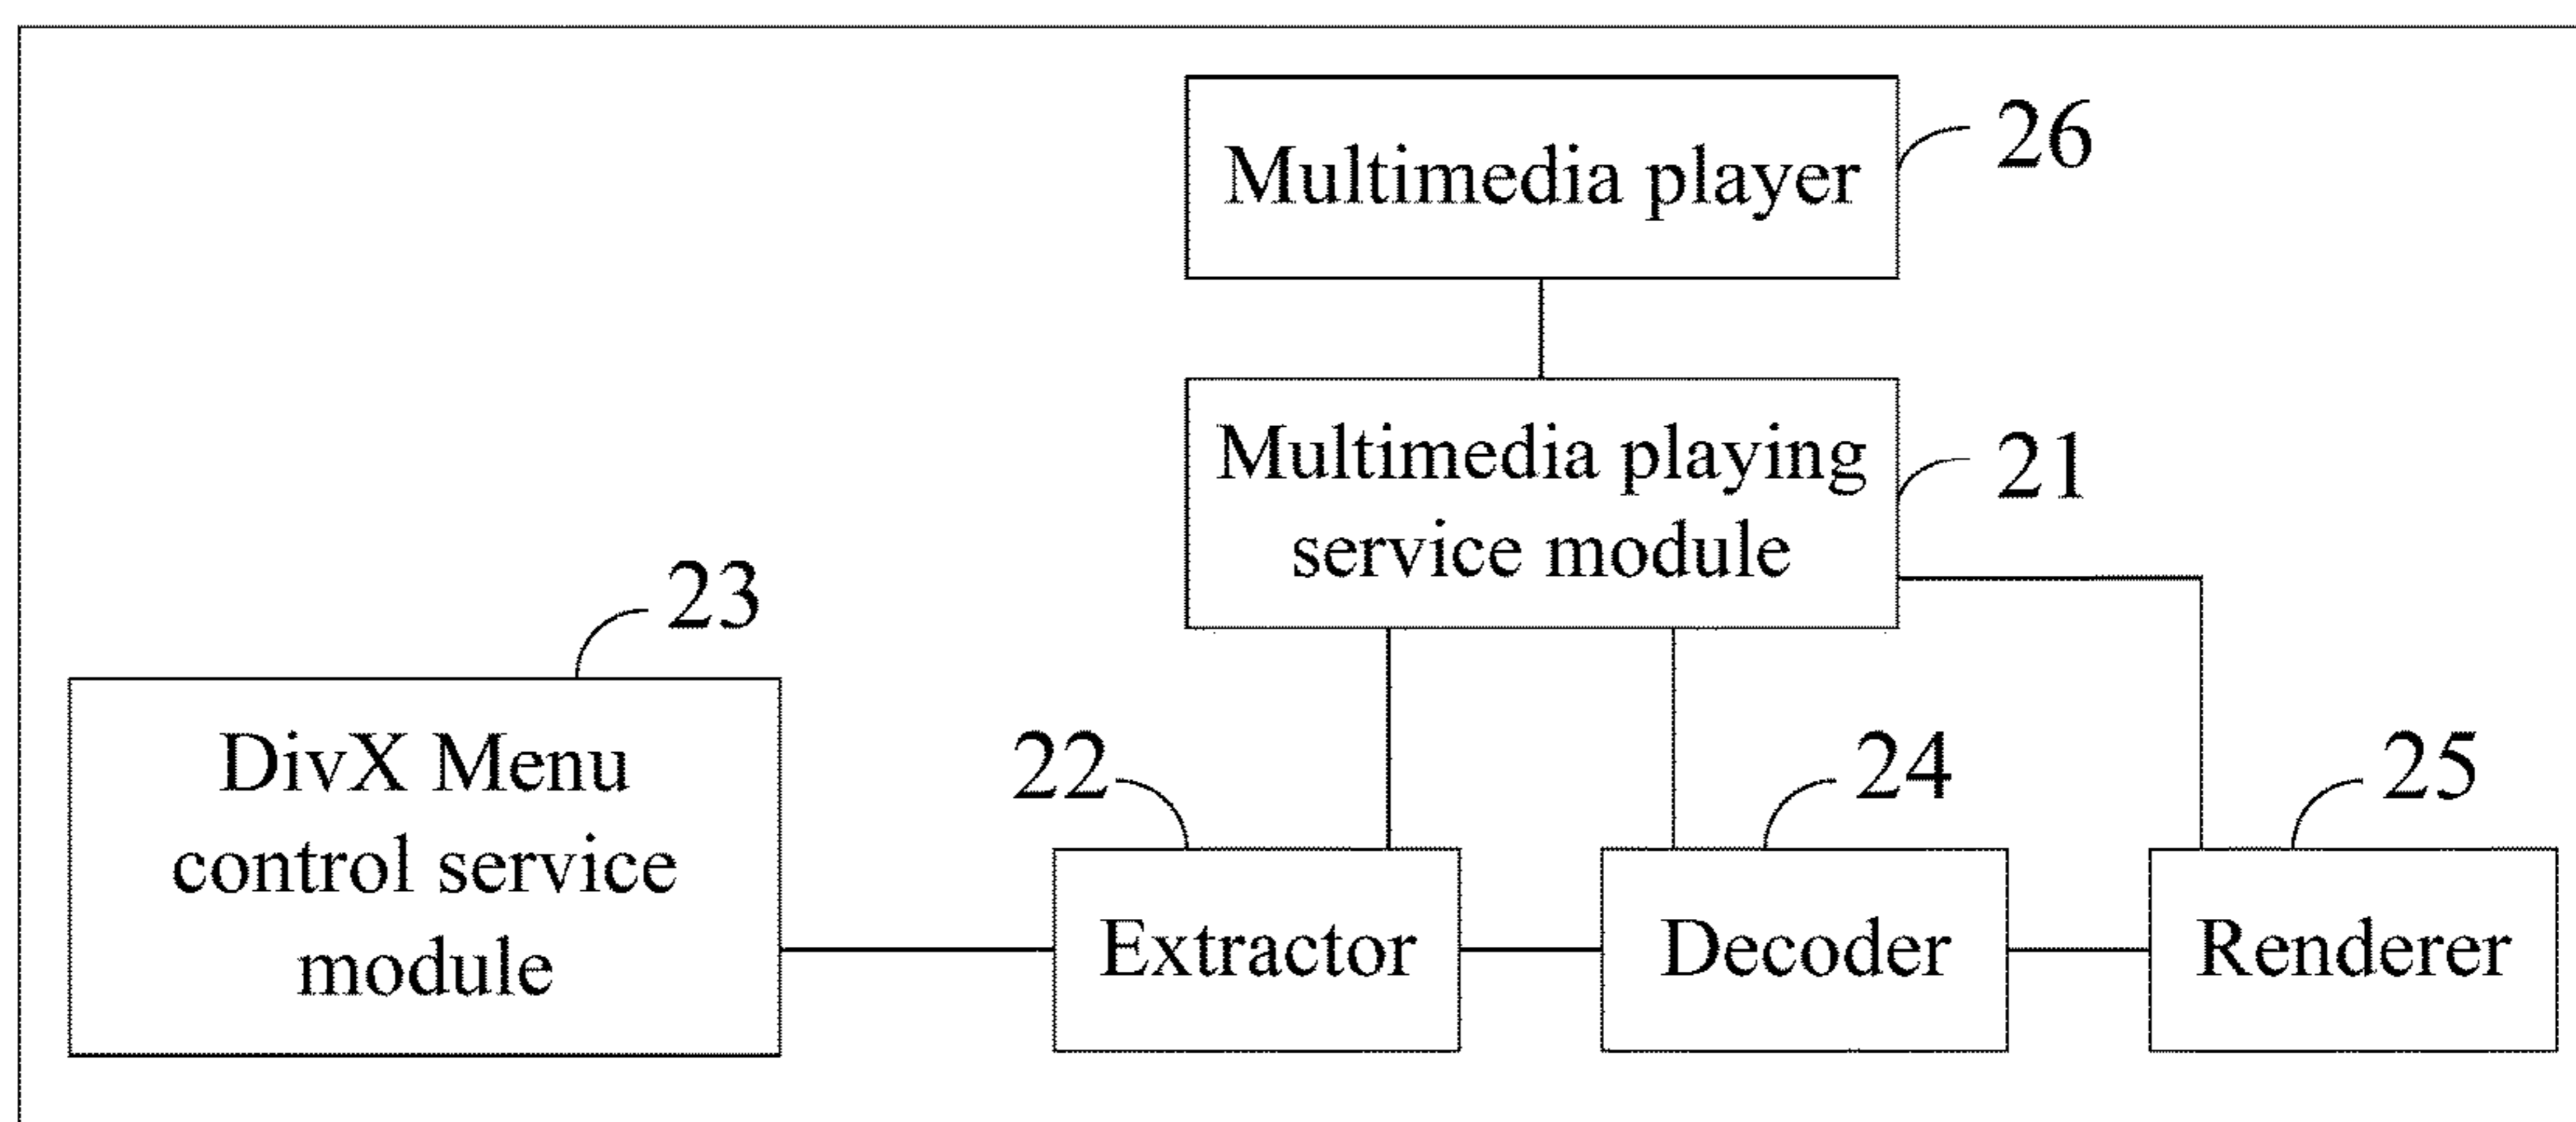 Multimedia player
26
Multimedia playing
service module
21
23
DivX Menu
control service
module
22
Extractor
24
Decoder
25
Renderer